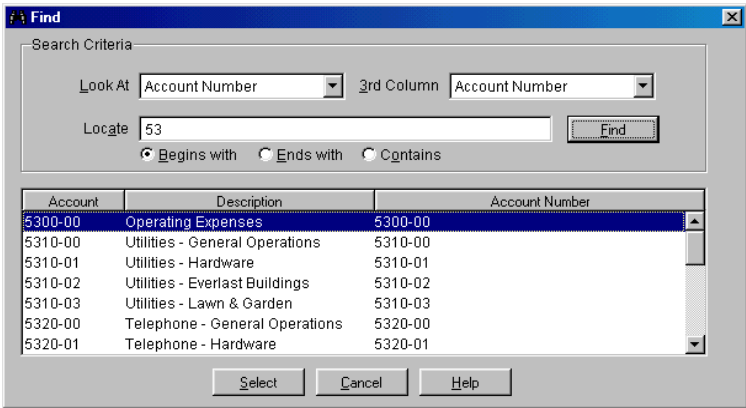 Find
Search Criteria
Look At Account Number 3rd Column Account Number
Locate 53 Find
Begins with Ends with Contains
Account Description Account Number
5300-00 Operating Expenses 5300-00
5310-00 Utilities - General Operations 5310-00
5310-01 Utilities - Hardware 5310-01
5310-02 Utilities - Everlast Buildings 5310-02
5310-03 Utilities - Lawn & Garden 5310-03
5320-00 Telephone - General Operations 5320-00
5320-01 Telephone - Hardware 5320-01
Select Cancel Help